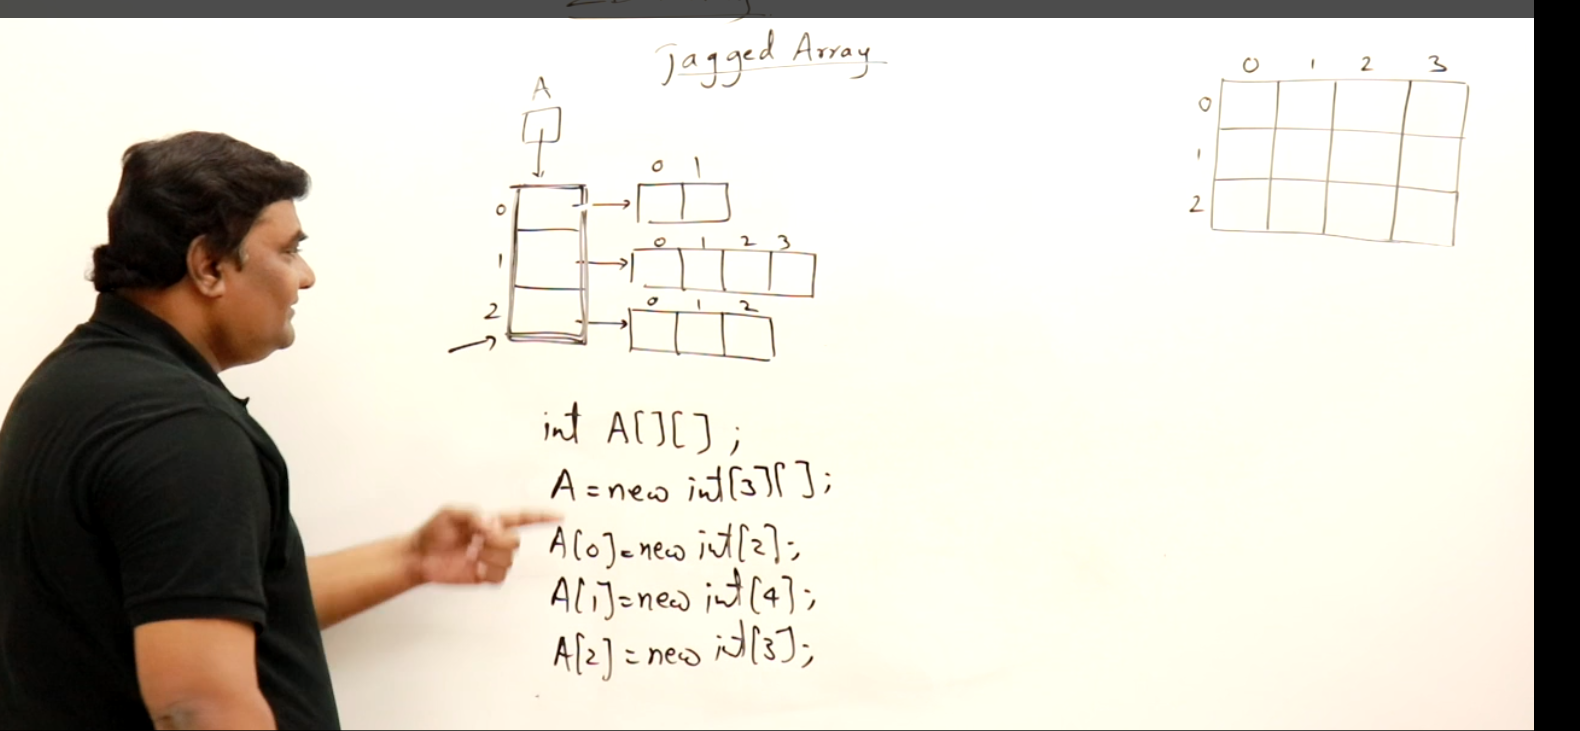 Jagged Array
A
0 1
0
0 1 2 3
1
0 1 2
2
int A[][];
A=new int[3][];
A[0]=new int[2];
A[1]=new int[4];
A[2]=new int[3];
0 1 2 3
0
1
2